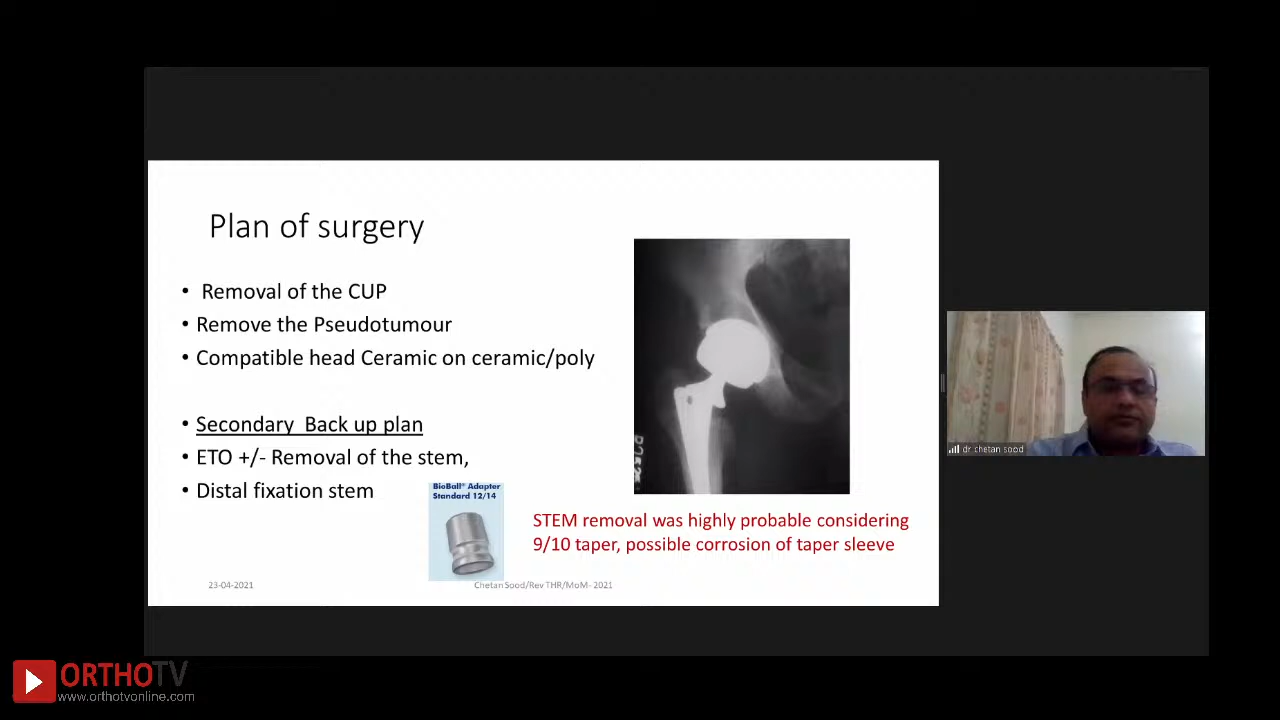 Plan of surgery
• Removal of the CUP
• Remove the Pseudotumour
• Compatible head Ceramic on ceramic/poly
• Secondary Back up plan
• ETO +/- Removal of the stem,
• Distal fixation stem
BioBall® Adapter
Standard 12/14
STEM removal was highly probable considering
9/10 taper, possible corrosion of taper sleeve
23-04-2021
Chetan Sood/Rev THR/MoM- 2021
dr chetan sood
ORTHOTV
www.orthotvonline.com